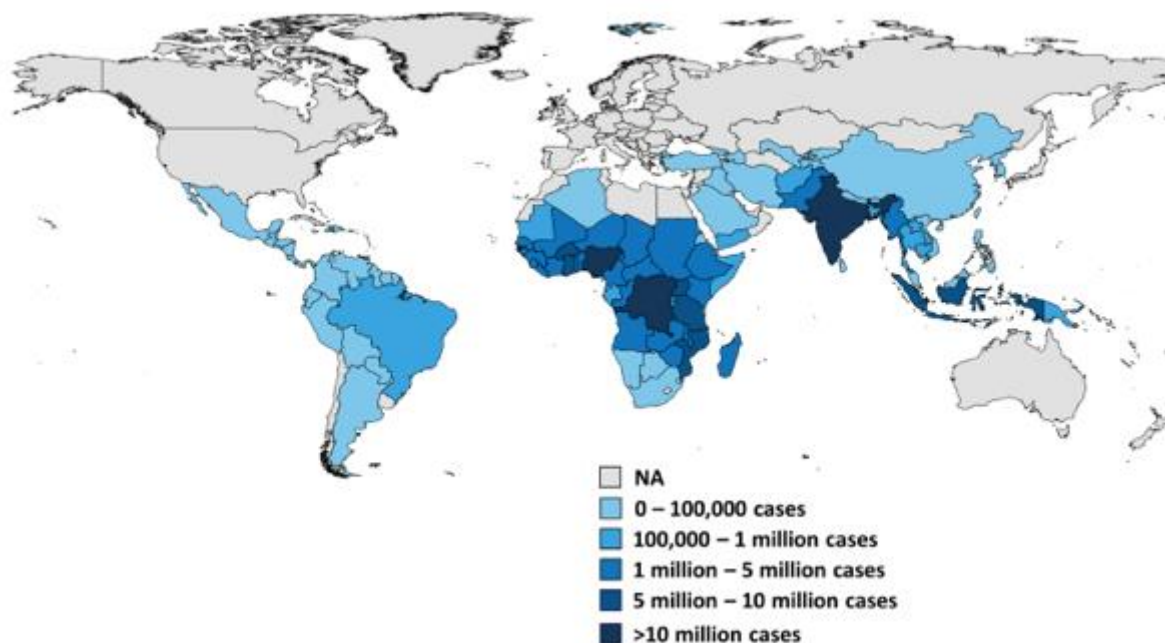 NA
0 – 100,000 cases
100,000 – 1 million cases
1 million – 5 million cases
5 million – 10 million cases
>10 million cases